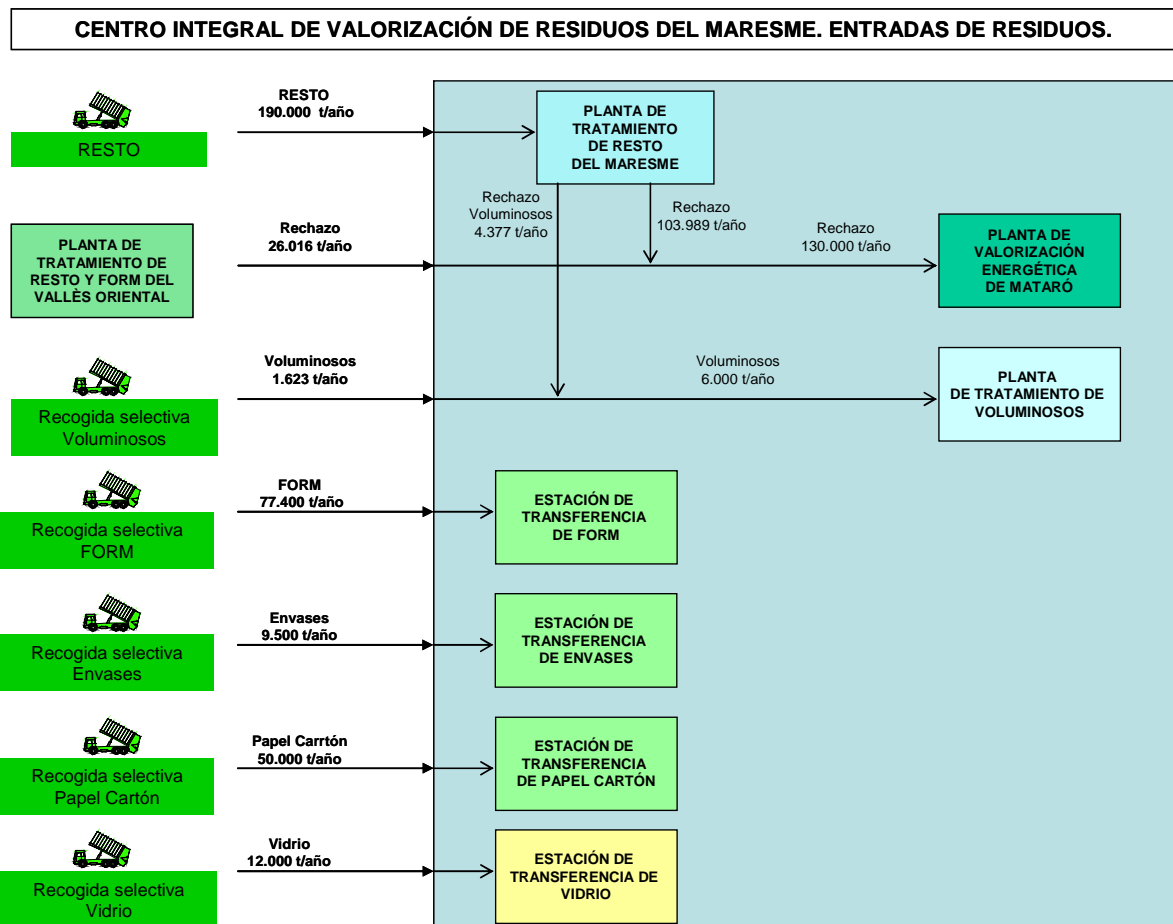 CENTRO INTEGRAL DE VALORIZACIÓN DE RESIDUOS DEL MARESME. ENTRADAS DE RESIDUOS.
RESTO
RESTO
190.000 t/año
PLANTA DE
TRATAMIENTO
DE RESTO
DEL MARESME
Rechazo
Voluminosos
4.377 t/año
Rechazo
103.989 t/año
PLANTA DE
TRATAMIENTO DE
RESTO Y FORM DEL
VALLÈS ORIENTAL
Rechazo
26.016 t/año
Rechazo
130.000 t/año
PLANTA DE
VALORIZACIÓN
ENERGÉTICA
DE MATARÓ
Recogida selectiva
Voluminosos
Voluminosos
1.623 t/año
Voluminosos
6.000 t/año
PLANTA
DE TRATAMIENTO DE
VOLUMINOSOS
Recogida selectiva
FORM
FORM
77.400 t/año
ESTACIÓN DE
TRANSFERENCIA
DE FORM
Recogida selectiva
Envases
Envases
9.500 t/año
ESTACIÓN DE
TRANSFERENCIA
DE ENVASES
Recogida selectiva
Papel Cartón
Papel Carrtón
50.000 t/año
ESTACIÓN DE
TRANSFERENCIA
DE PAPEL CARTÓN
Recogida selectiva
Vidrio
Vidrio
12.000 t/año
ESTACIÓN DE
TRANSFERENCIA DE
VIDRIO